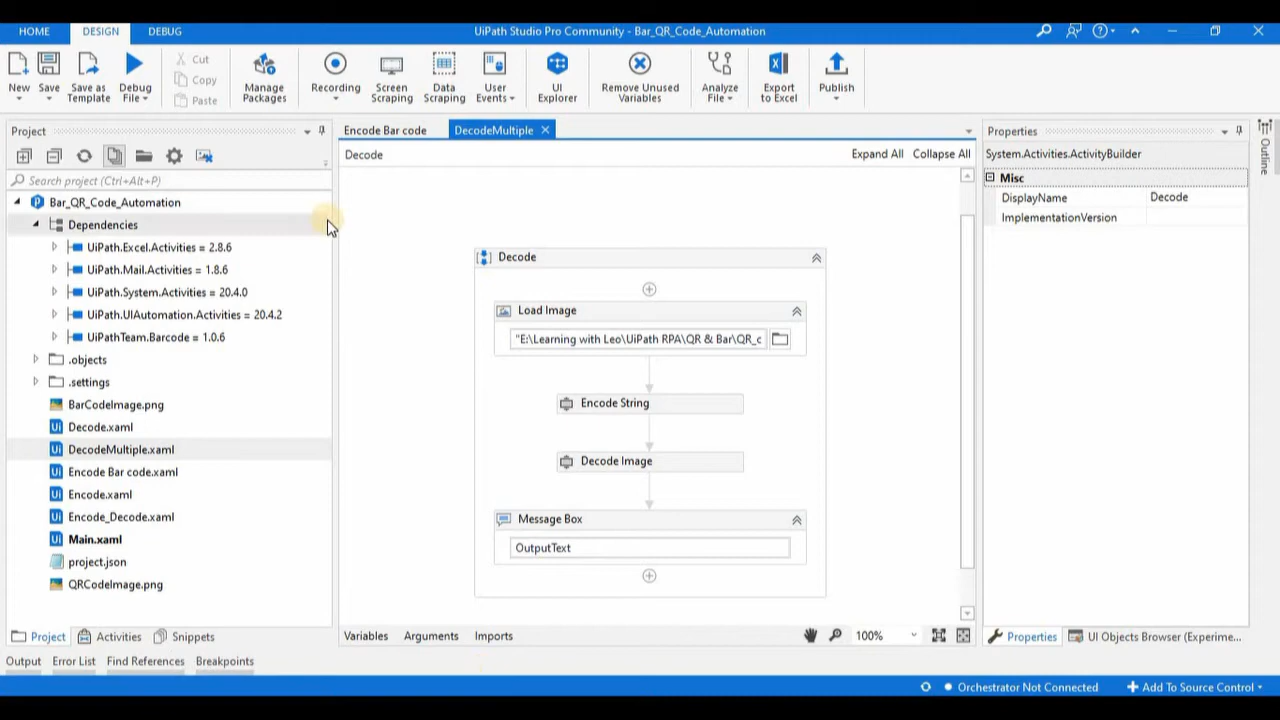 HOME DESIGN DEBUG UiPath Studio Pro Community - Bar_QR_Code_Automation
New Save Save as Template Debug File Cut Copy Paste Manage Packages Recording Screen Scraping Data Scraping User Events UI Explorer Remove Unused Variables Analyze File Export to Excel Publish
Project
Search project (Ctrl+Alt+P)
Bar_QR_Code_Automation
Dependencies
UiPath.Excel.Activities = 2.8.6
UiPath.Mail.Activities = 1.8.6
UiPath.System.Activities = 20.4.0
UiPath.UIAutomation.Activities = 20.4.2
UiPathTeam.Barcode = 1.0.6
.objects
.settings
BarCodeImage.png
Decode.xaml
DecodeMultiple.xaml
Encode Bar code.xaml
Encode.xaml
Encode_Decode.xaml
Main.xaml
project.json
QRCodeImage.png
Project Activities Snippets
Encode Bar code DecodeMultiple
Decode Expand All Collapse All
Decode
Load Image
"E:\Learning with Leo\UiPath RPA\QR & Bar\QR_c
Encode String
Decode Image
Message Box
OutputText
Variables Arguments Imports 100%
Properties
System.Activities.ActivityBuilder
Misc
DisplayName Decode
ImplementationVersion
Outline
Properties UI Objects Browser (Experime...
Output Error List Find References Breakpoints
Orchestrator Not Connected Add To Source Control